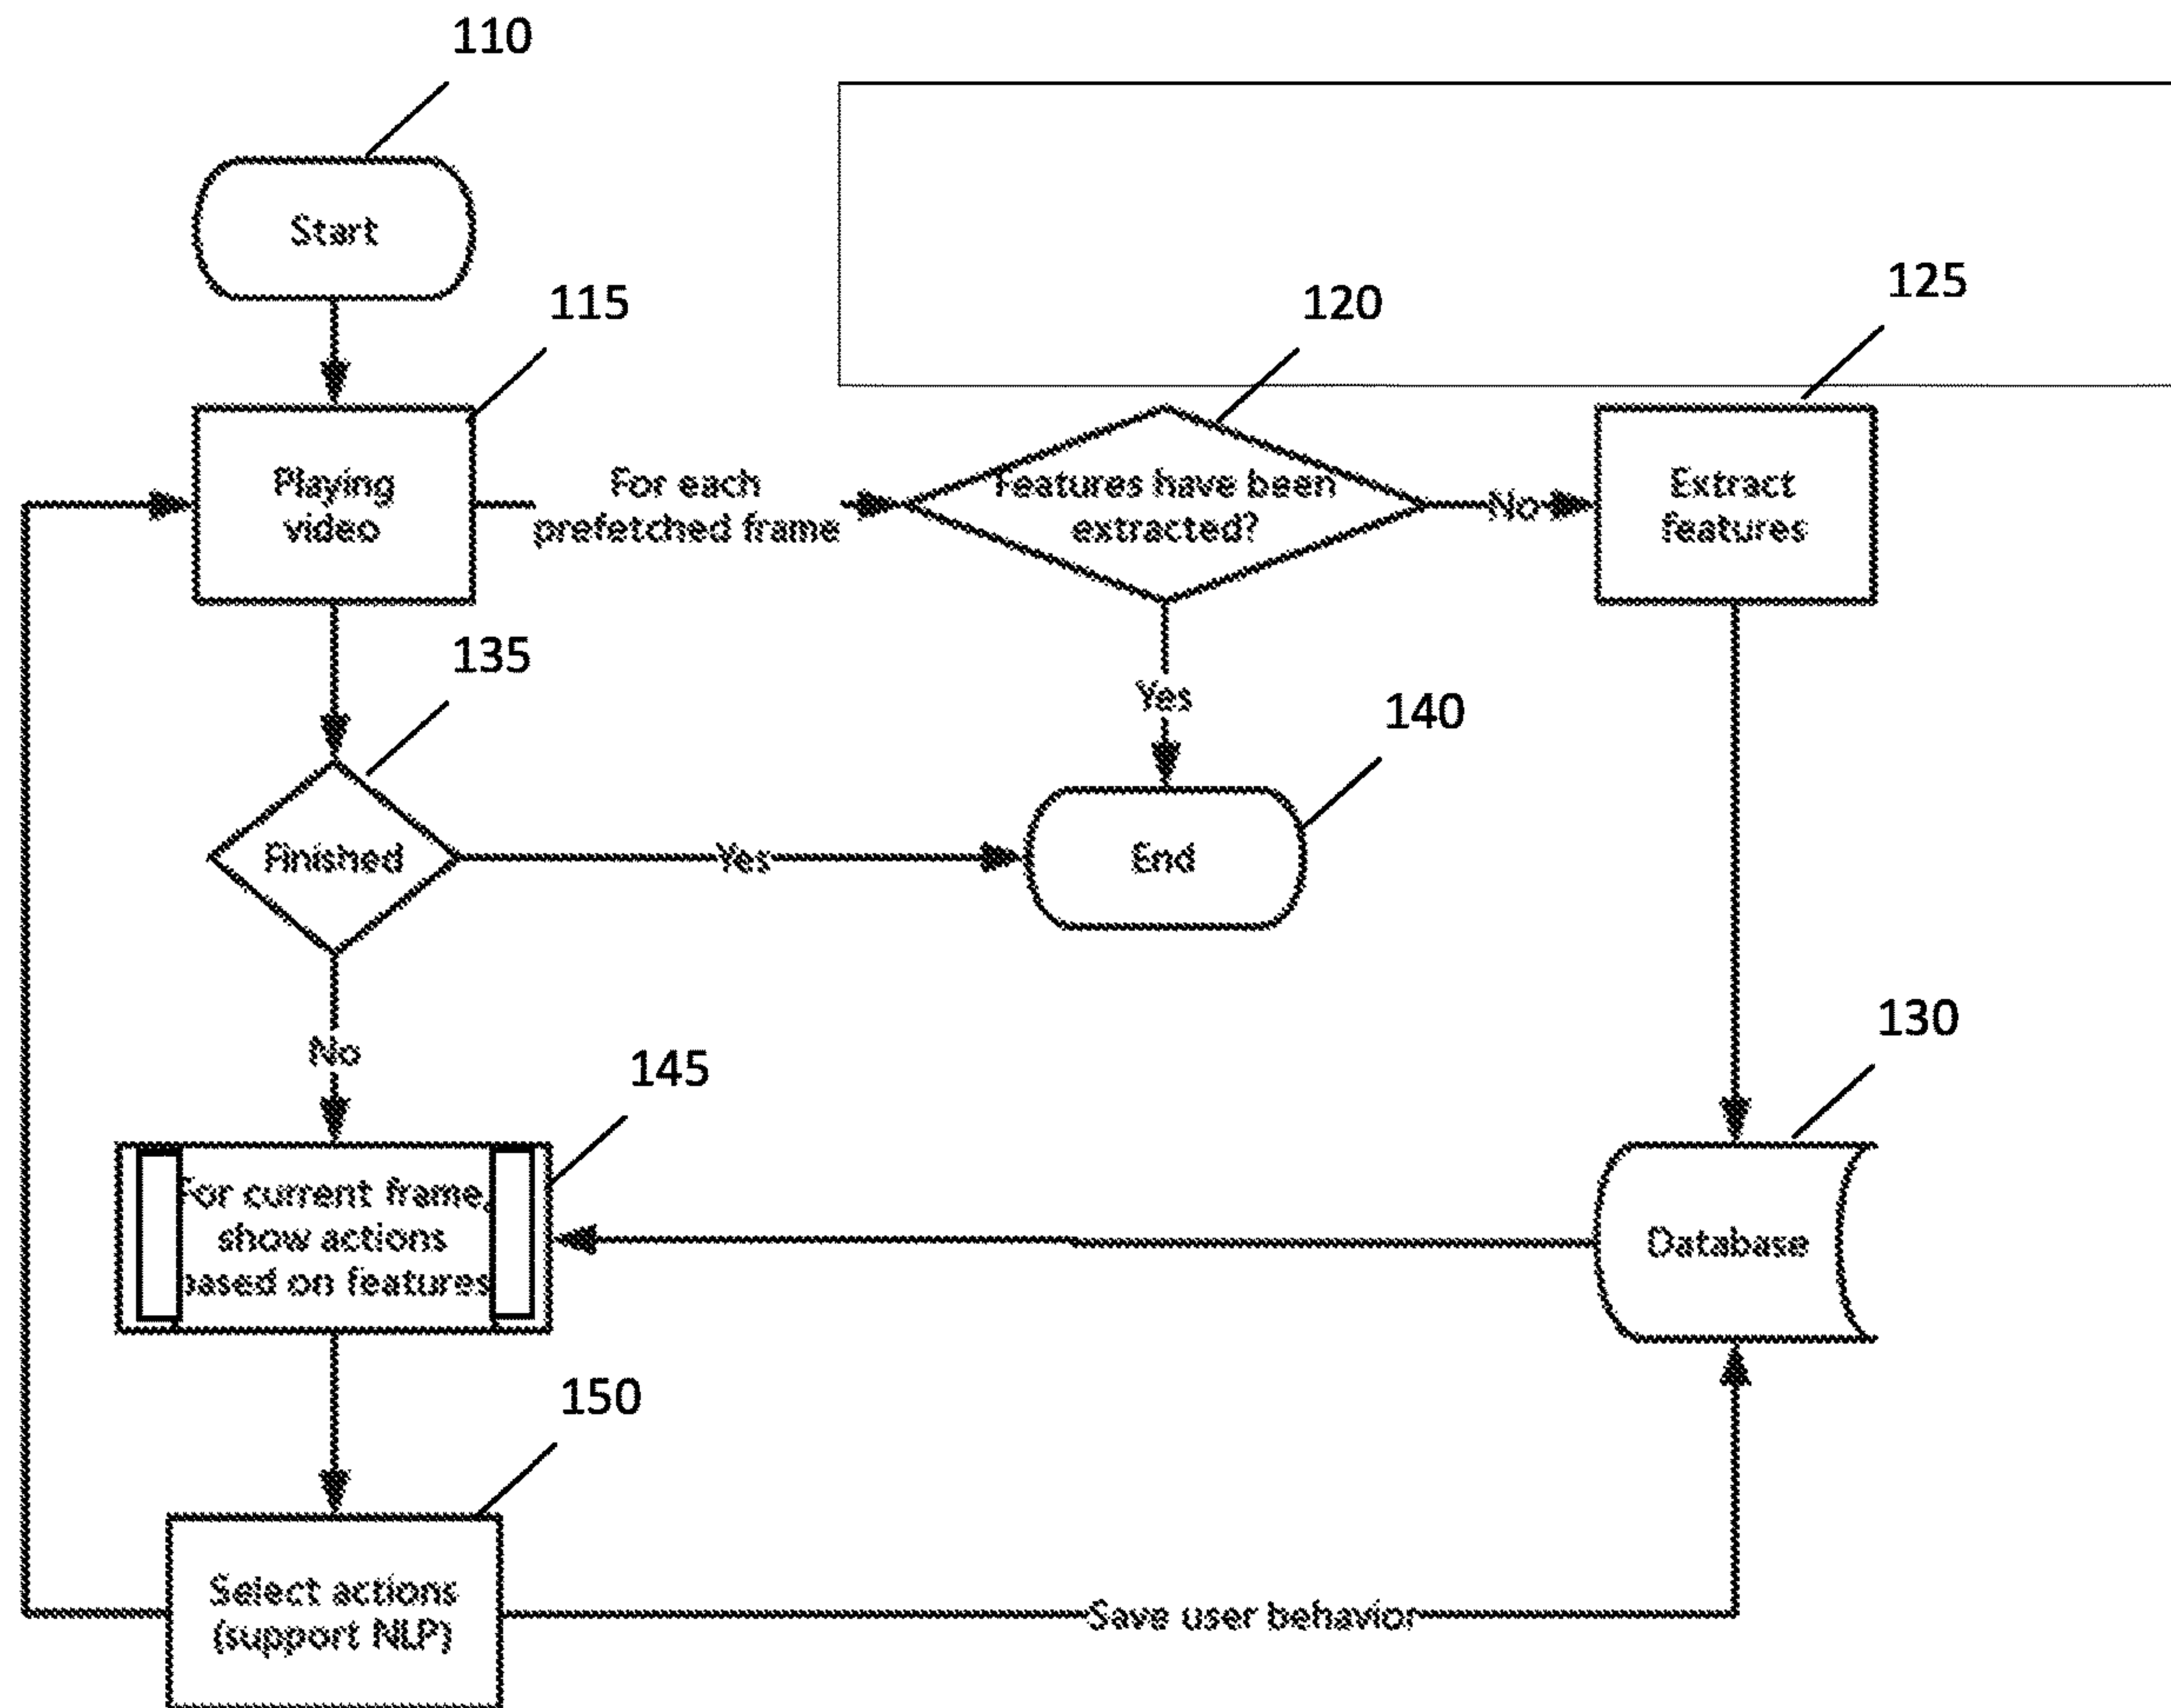 110
Start
115
120
125
Playing
video
For each
prefetched frame
Features have been
extracted?
No
Extract
features
135
Yes
140
Finished
Yes
End
No
145
130
For current frame,
show actions
based on features
Database
150
Select actions
(support NLP)
Save user behavior